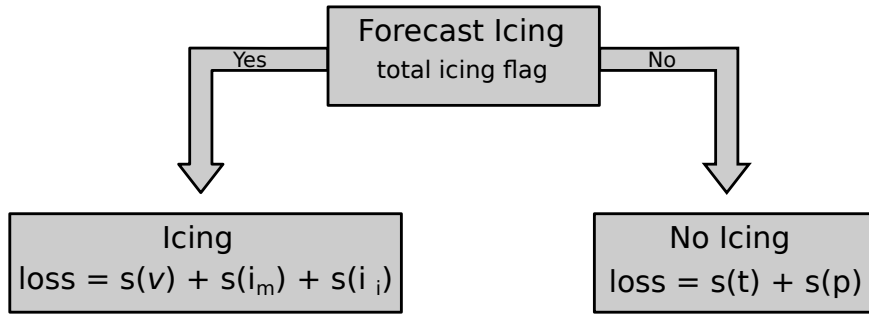 Forecast Icing
total icing flag
Yes
No
Icing
loss = s(v) + s(iₘ) + s(i ᵢ)
No Icing
loss = s(t) + s(p)